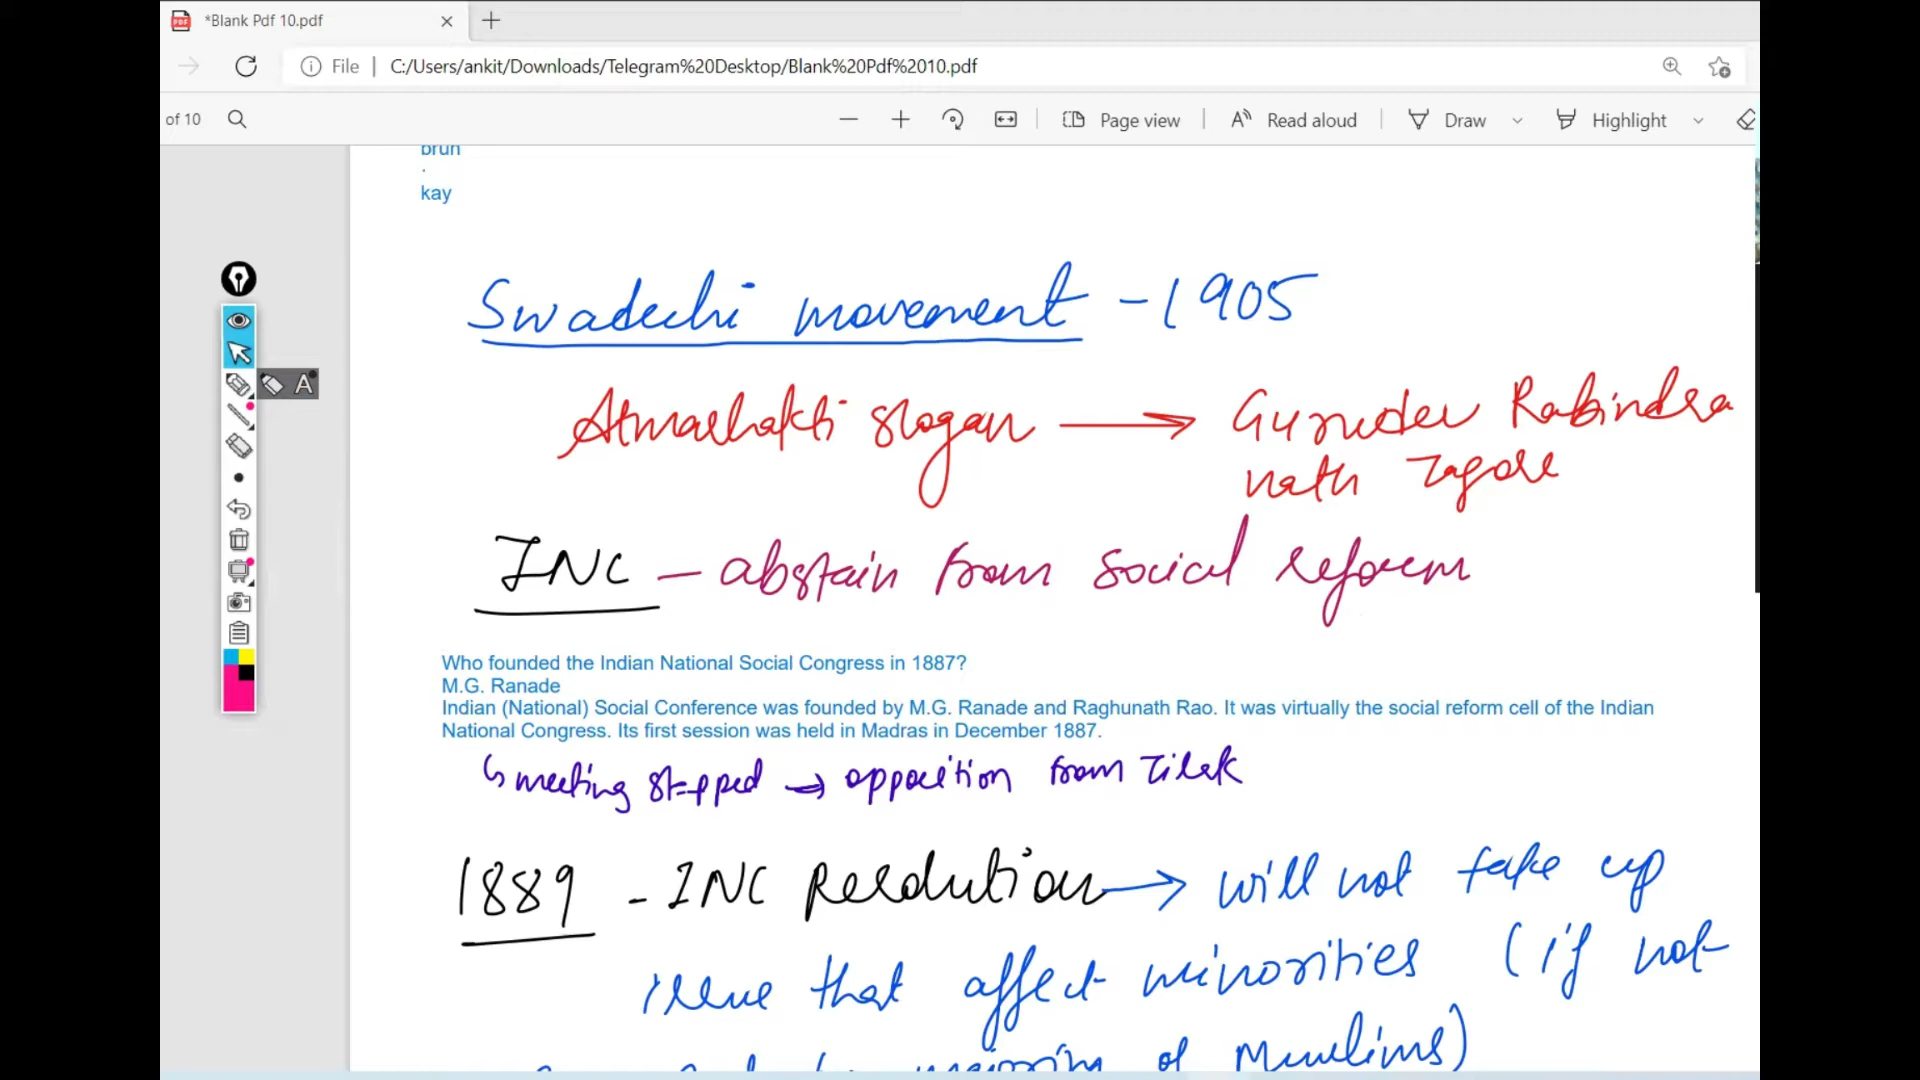 *Blank Pdf 10.pdf
File | C:/Users/ankit/Downloads/Telegram%20Desktop/Blank%20Pdf%2010.pdf
of 10 Page view Read aloud Draw Highlight
brun
.
kay
Swadeshi movement - 1905
Atmashakti slogan → Gurudev Rabindra
nath Tagore
INC - abstain from social reform
Who founded the Indian National Social Congress in 1887?
M.G. Ranade
Indian (National) Social Conference was founded by M.G. Ranade and Raghunath Rao. It was virtually the social reform cell of the Indian
National Congress. Its first session was held in Madras in December 1887.
↳ meeting stopped → opposition from Tilak
1889 - INC Resolution → will not take up
issue that affect minorities (if not
of Muslims)